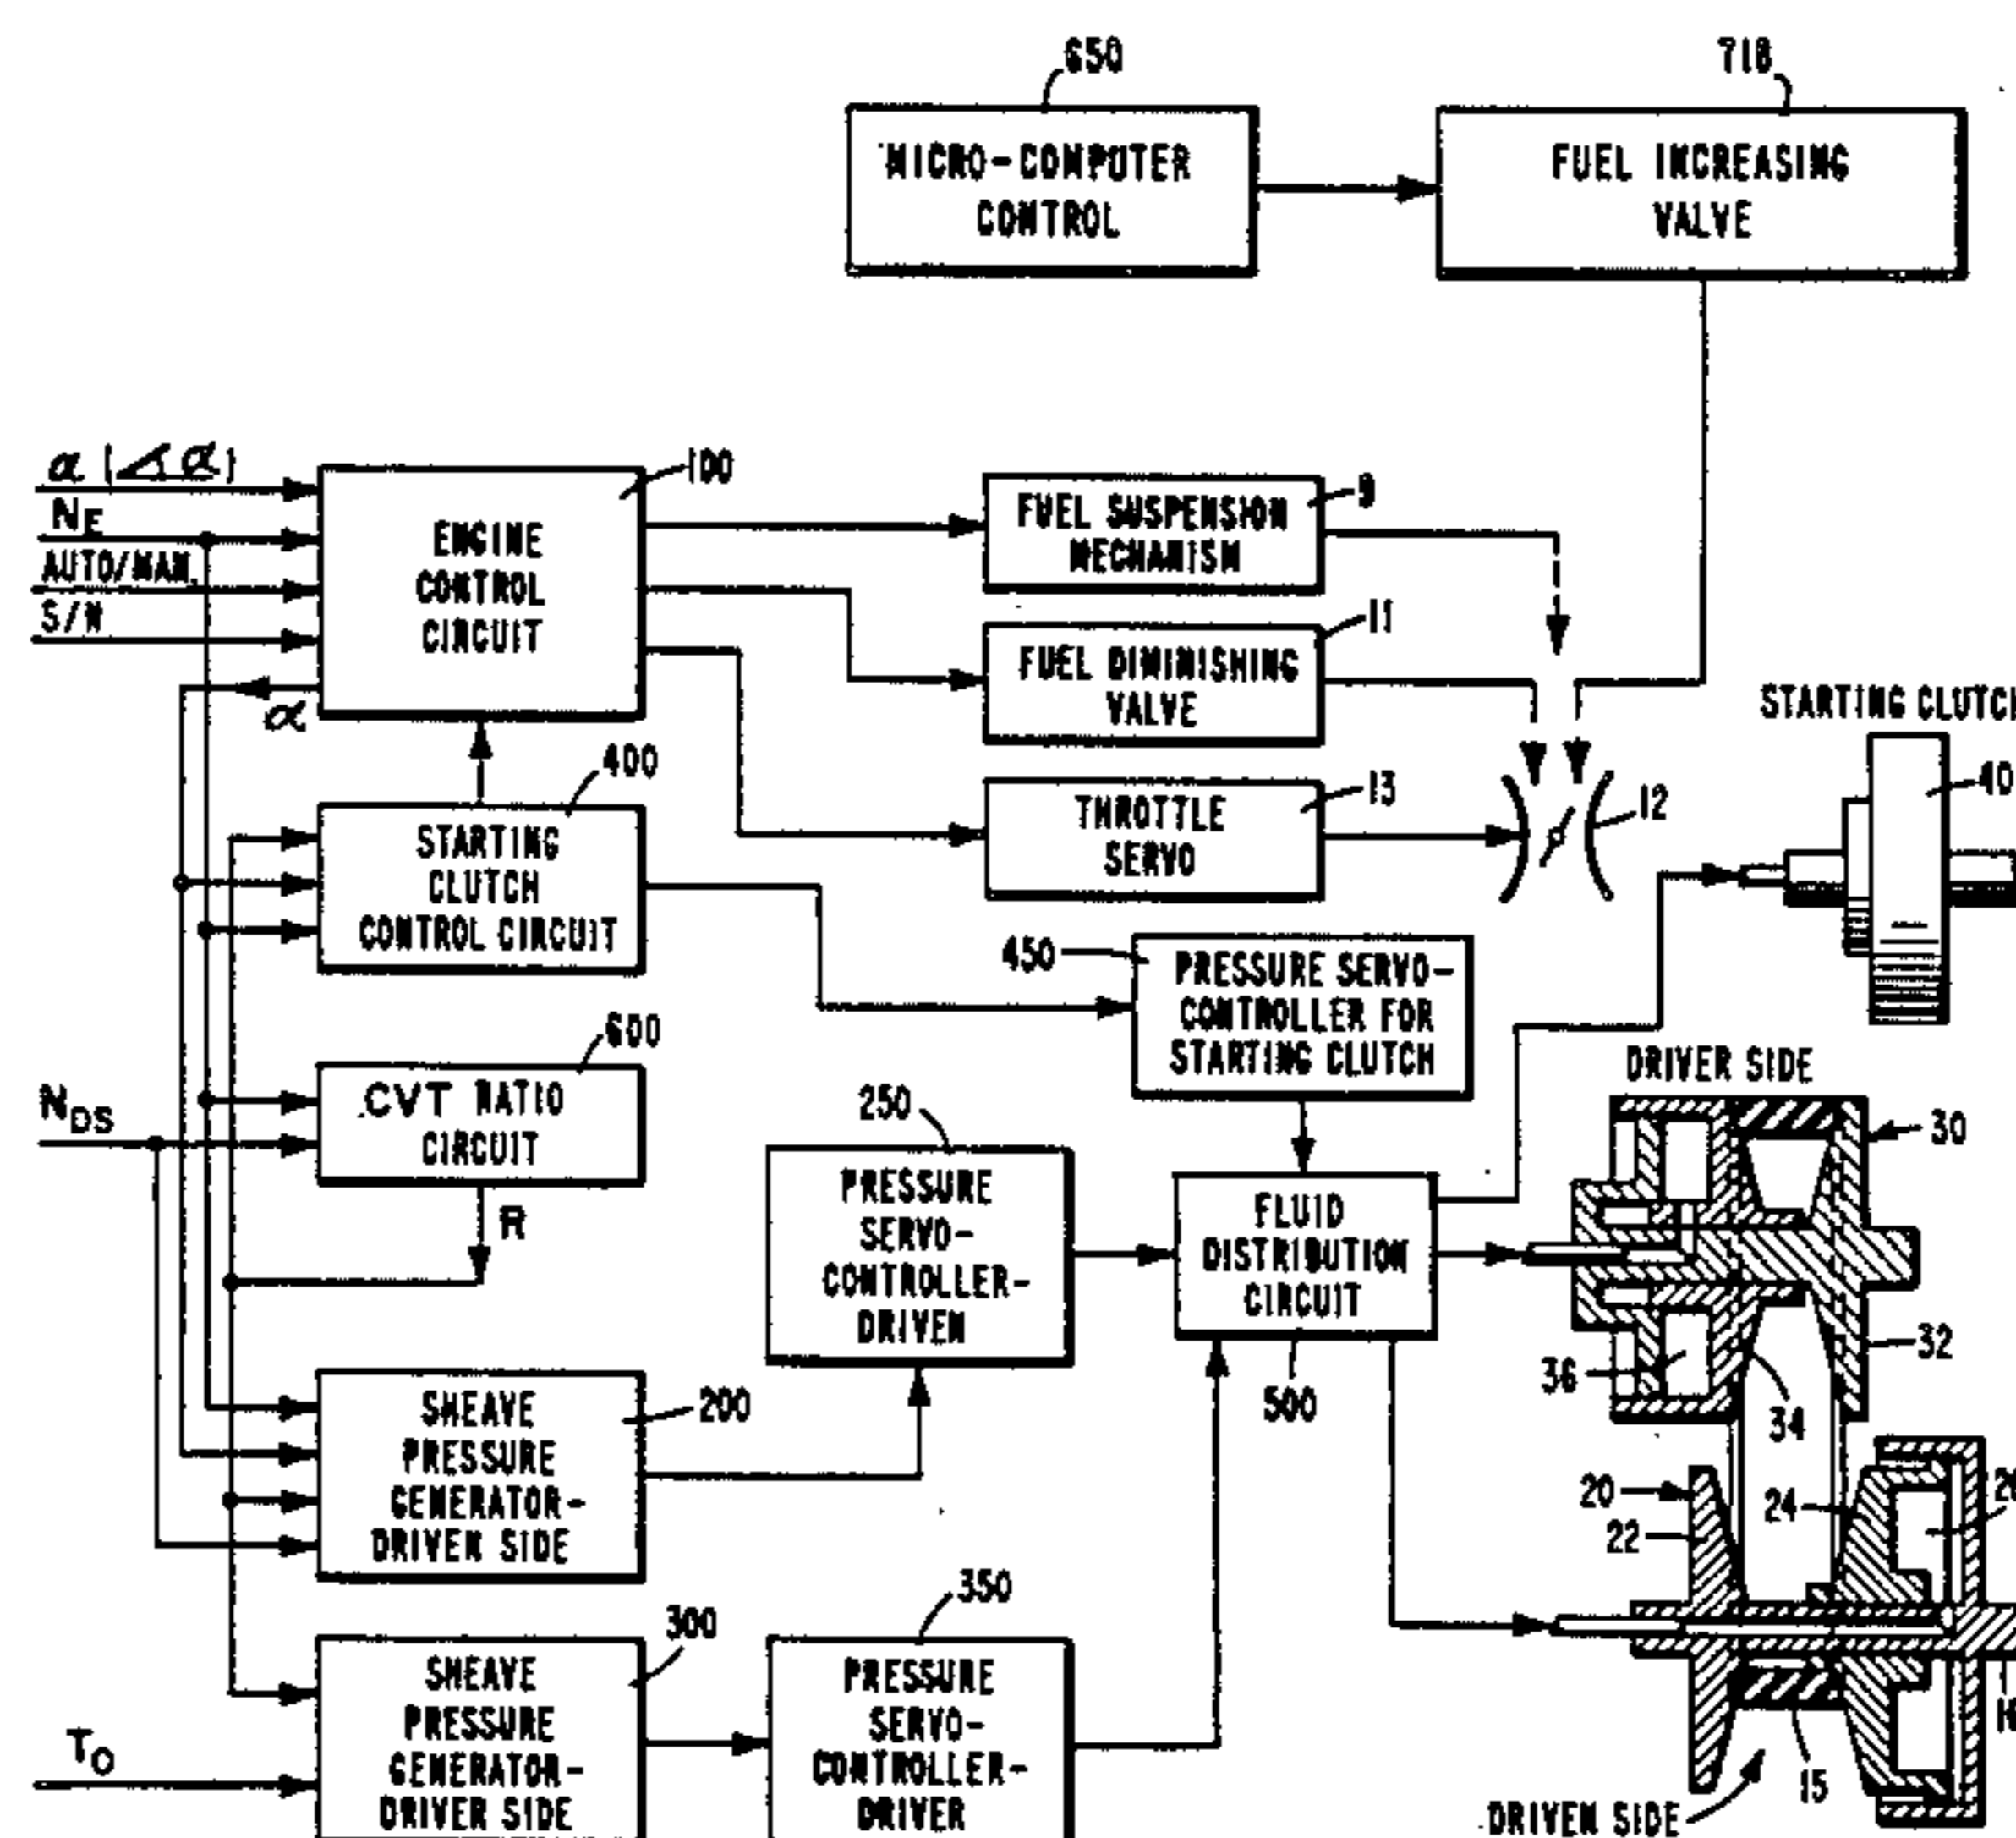 650
718
MICRO-COMPUTER
CONTROL
FUEL INCREASING
VALVE
α (⊿α)
NE
AUTO/MAN.
S/N
α
100
ENGINE
CONTROL
CIRCUIT
9
FUEL SUSPENSION
MECHANISM
11
FUEL DIMINISHING
VALVE
13
THROTTLE
SERVO
12
STARTING CLUTCH
40
400
STARTING
CLUTCH
CONTROL CIRCUIT
450
PRESSURE SERVO-
CONTROLLER FOR
STARTING CLUTCH
600
NDS
CVT RATIO
CIRCUIT
R
250
PRESSURE
SERVO-
CONTROLLER-
DRIVEN
FLUID
DISTRIBUTION
CIRCUIT
500
DRIVER SIDE
30
32
36
34
200
SHEAVE
PRESSURE
GENERATOR-
DRIVEN SIDE
20
22
24
15
DRIVEN SIDE
300
TO
SHEAVE
PRESSURE
GENERATOR-
DRIVER SIDE
350
PRESSURE
SERVO-
CONTROLLER-
DRIVER